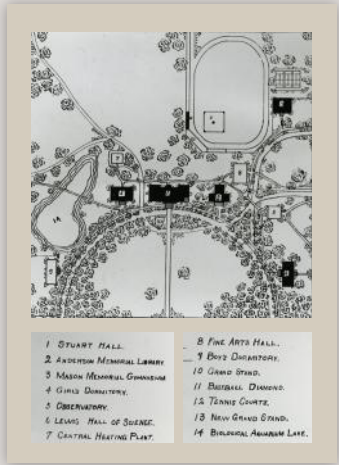 14
1 STUART HALL
2 ANDERSON MEMORIAL LIBRARY
3 MASON MEMORIAL GYMNASIUM
4 GIRLS DORMITORY.
5 OBSERVATORY.
6 LEWIS HALL OF SCIENCE.
7 CENTRAL HEATING PLANT.
8 FINE ARTS HALL.
9 BOYS DORMITORY.
10 GRAND STAND.
11 BASEBALL DIAMOND.
12 TENNIS COURTS.
13 NEW GRAND STAND.
14 BIOLOGICAL AQUARIUM LAKE.